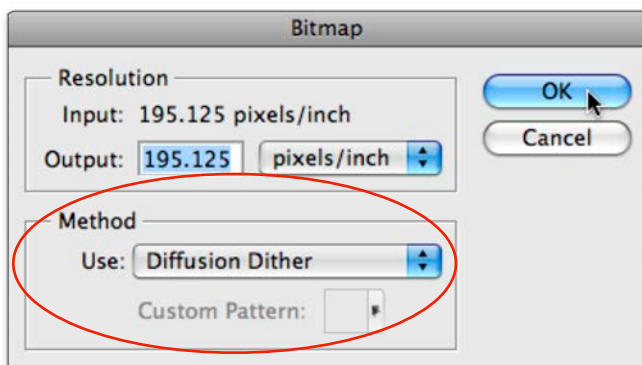 Bitmap
Resolution
Input: 195.125 pixels/inch
Output: 195.125 pixels/inch
OK
Cancel
Method
Use: Diffusion Dither
Custom Pattern: